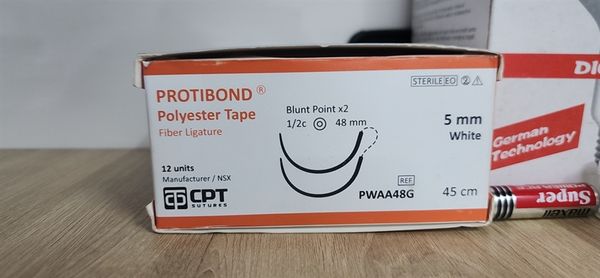 PROTIBOND®
Polyester Tape
Fiber Ligature
12 units
Manufacturer / NSX
CPT
SUTURES
Blunt Point x2
1/2c 48 mm
STERILE EO
5 mm
White
REF
PWAA48G
45 cm
German
Technology
Super
maxell